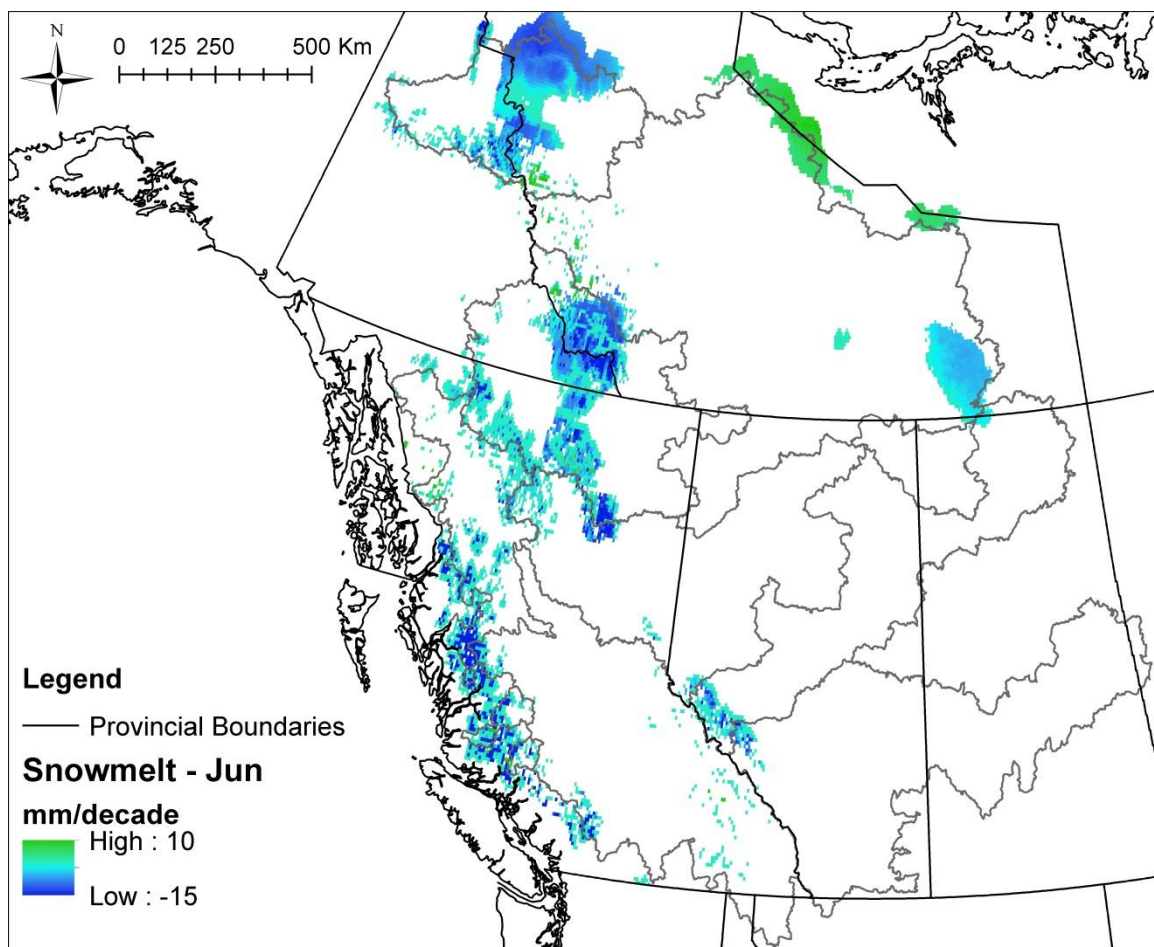 N
0 125 250 500 Km
Legend
Provincial Boundaries
Snowmelt - Jun
mm/decade
High : 10
Low : -15